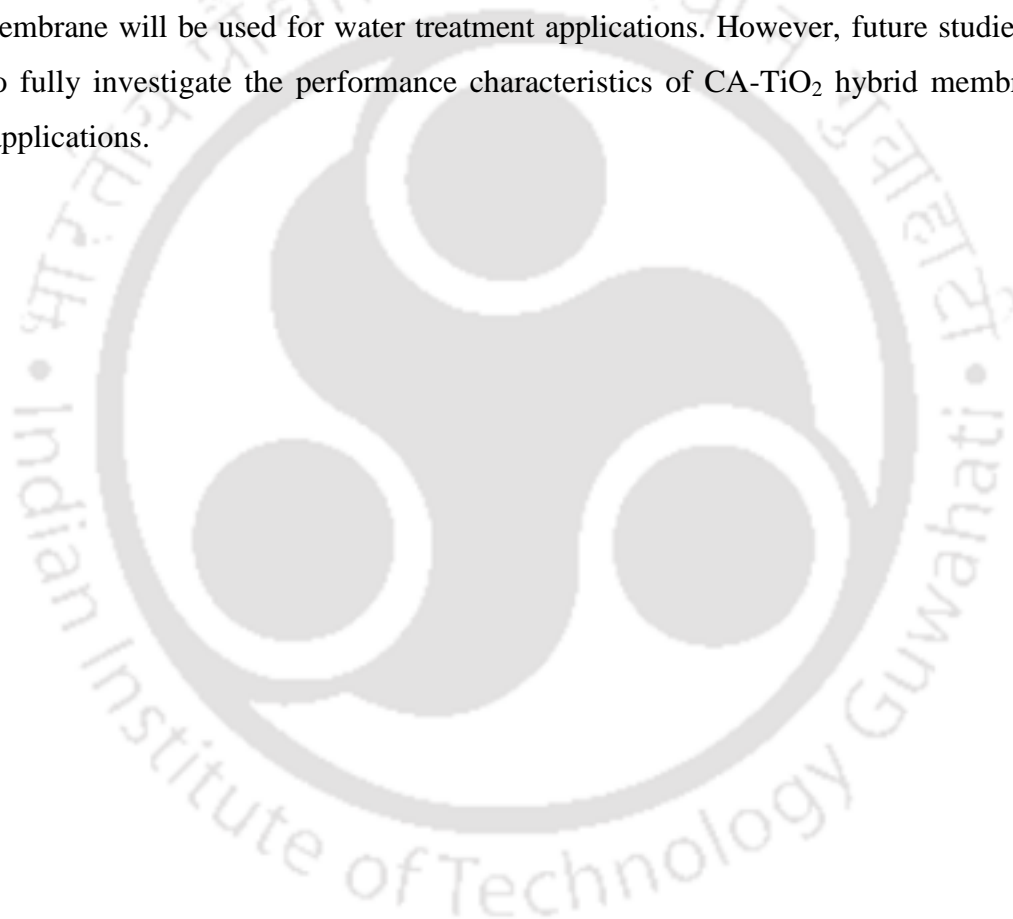 embrane will be used for water treatment applications. However, future studie
o fully investigate the performance characteristics of CA-TiO₂ hybrid membr
applications.
• Indian Institute of Technology Guwahati •